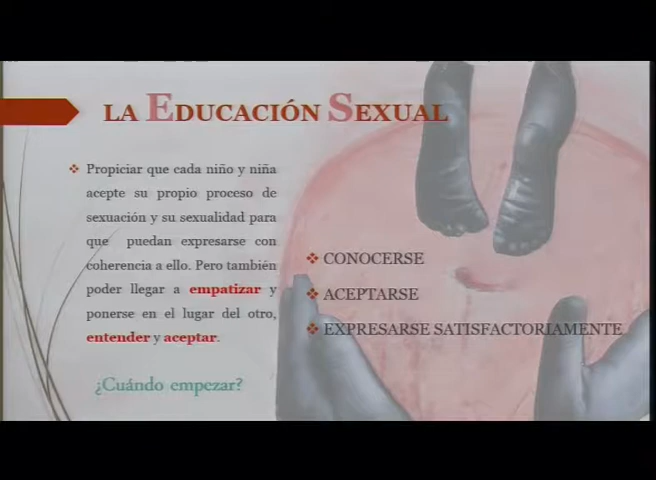 LA EDUCACIÓN SEXUAL
Propiciar que cada niño y niña
acepte su propio proceso de
sexuación y su sexualidad para
que puedan expresarse con
coherencia a ello. Pero también
poder llegar a empatizar y
ponerse en el lugar del otro,
entender y aceptar.
¿Cuándo empezar?
CONOCERSE
ACEPTARSE
EXPRESARSE SATISFACTORIAMENTE